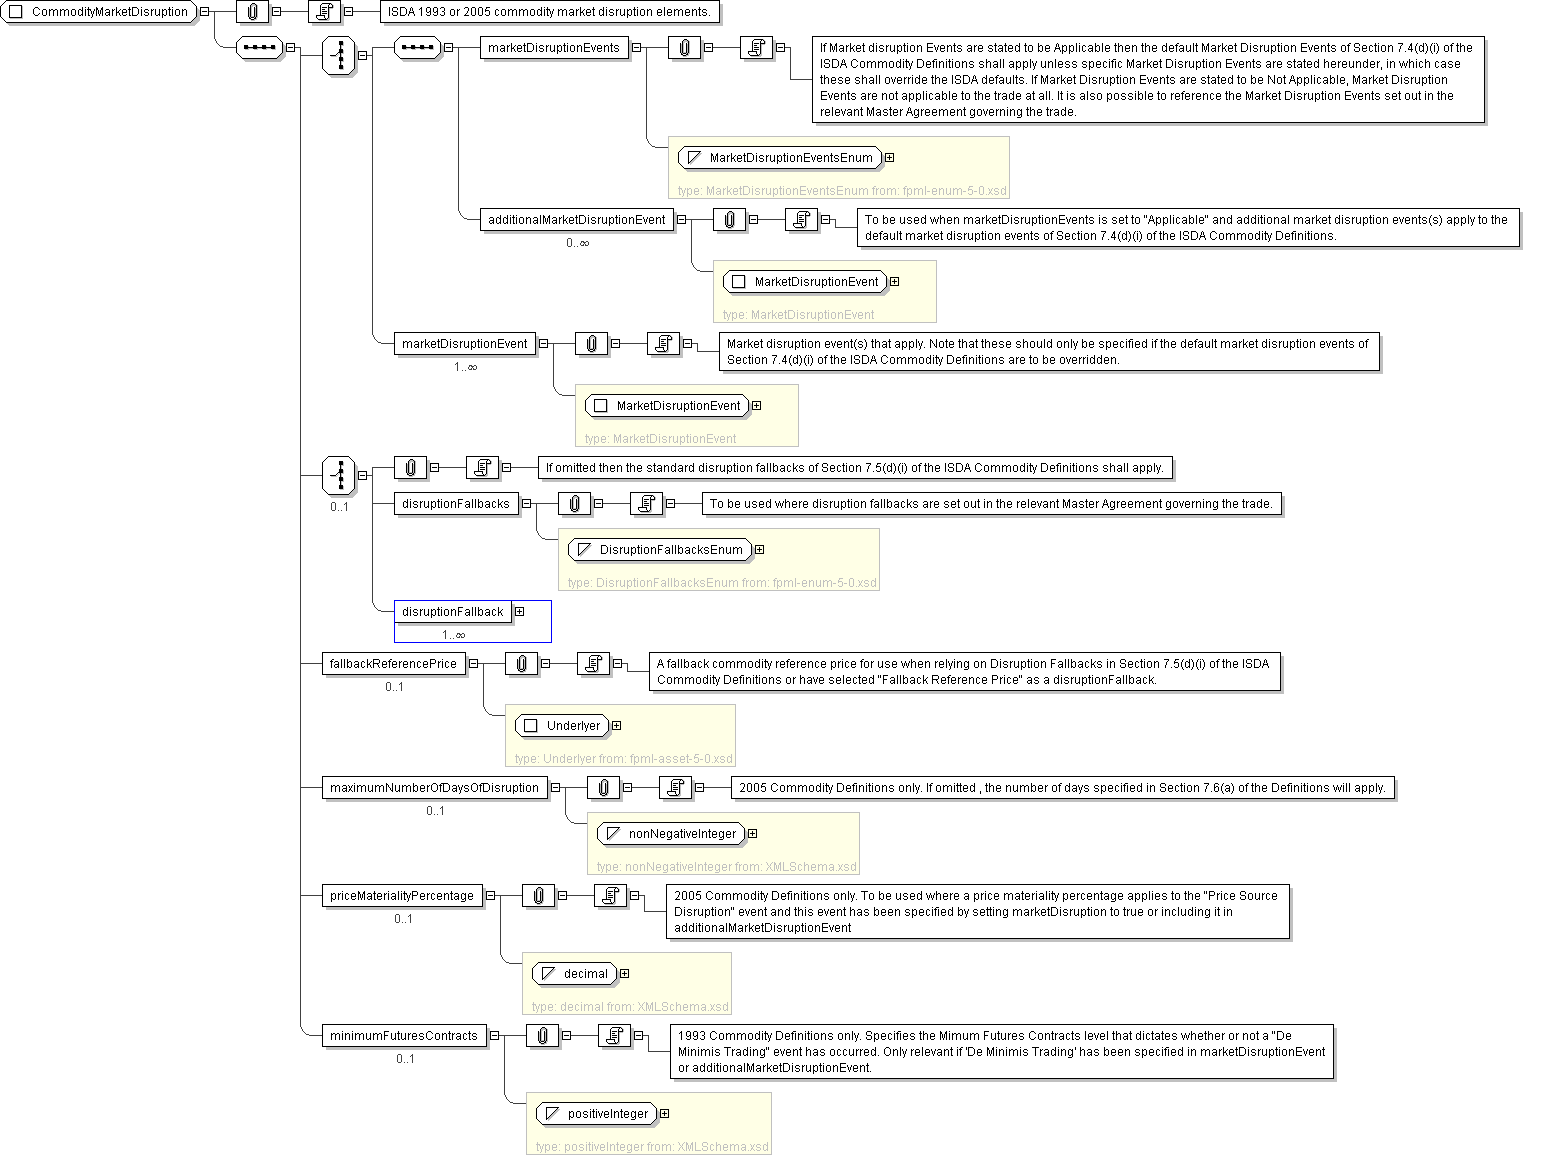 CommodityMarketDisruption
ISDA 1993 or 2005 commodity market disruption elements.
marketDisruptionEvents
If Market disruption Events are stated to be Applicable then the default Market Disruption Events of Section 7.4(d)(i) of the
ISDA Commodity Definitions shall apply unless specific Market Disruption Events are stated hereunder, in which case
these shall override the ISDA defaults. If Market Disruption Events are stated to be Not Applicable, Market Disruption
Events are not applicable to the trade at all. It is also possible to reference the Market Disruption Events set out in the
relevant Master Agreement governing the trade.
MarketDisruptionEventsEnum
type: MarketDisruptionEventsEnum from: fpml-enum-5-0.xsd
additionalMarketDisruptionEvent
0..∞
To be used when marketDisruptionEvents is set to "Applicable" and additional market disruption events(s) apply to the
default market disruption events of Section 7.4(d)(i) of the ISDA Commodity Definitions.
MarketDisruptionEvent
type: MarketDisruptionEvent
marketDisruptionEvent
1..∞
Market disruption event(s) that apply. Note that these should only be specified if the default market disruption events of
Section 7.4(d)(i) of the ISDA Commodity Definitions are to be overridden.
MarketDisruptionEvent
type: MarketDisruptionEvent
0..1
If omitted then the standard disruption fallbacks of Section 7.5(d)(i) of the ISDA Commodity Definitions shall apply.
disruptionFallbacks
To be used where disruption fallbacks are set out in the relevant Master Agreement governing the trade.
DisruptionFallbacksEnum
type: DisruptionFallbacksEnum from: fpml-enum-5-0.xsd
disruptionFallback
1..∞
fallbackReferencePrice
0..1
A fallback commodity reference price for use when relying on Disruption Fallbacks in Section 7.5(d)(i) of the ISDA
Commodity Definitions or have selected "Fallback Reference Price" as a disruptionFallback.
Underlyer
type: Underlyer from: fpml-asset-5-0.xsd
maximumNumberOfDaysOfDisruption
0..1
2005 Commodity Definitions only. If omitted , the number of days specified in Section 7.6(a) of the Definitions will apply.
nonNegativeInteger
type: nonNegativeInteger from: XMLSchema.xsd
priceMaterialityPercentage
0..1
2005 Commodity Definitions only. To be used where a price materiality percentage applies to the "Price Source
Disruption" event and this event has been specified by setting marketDisruption to true or including it in
additionalMarketDisruptionEvent
decimal
type: decimal from: XMLSchema.xsd
minimumFuturesContracts
0..1
1993 Commodity Definitions only. Specifies the Mimum Futures Contracts level that dictates whether or not a "De
Minimis Trading" event has occurred. Only relevant if 'De Minimis Trading' has been specified in marketDisruptionEvent
or additionalMarketDisruptionEvent.
positiveInteger
type: positiveInteger from: XMLSchema.xsd